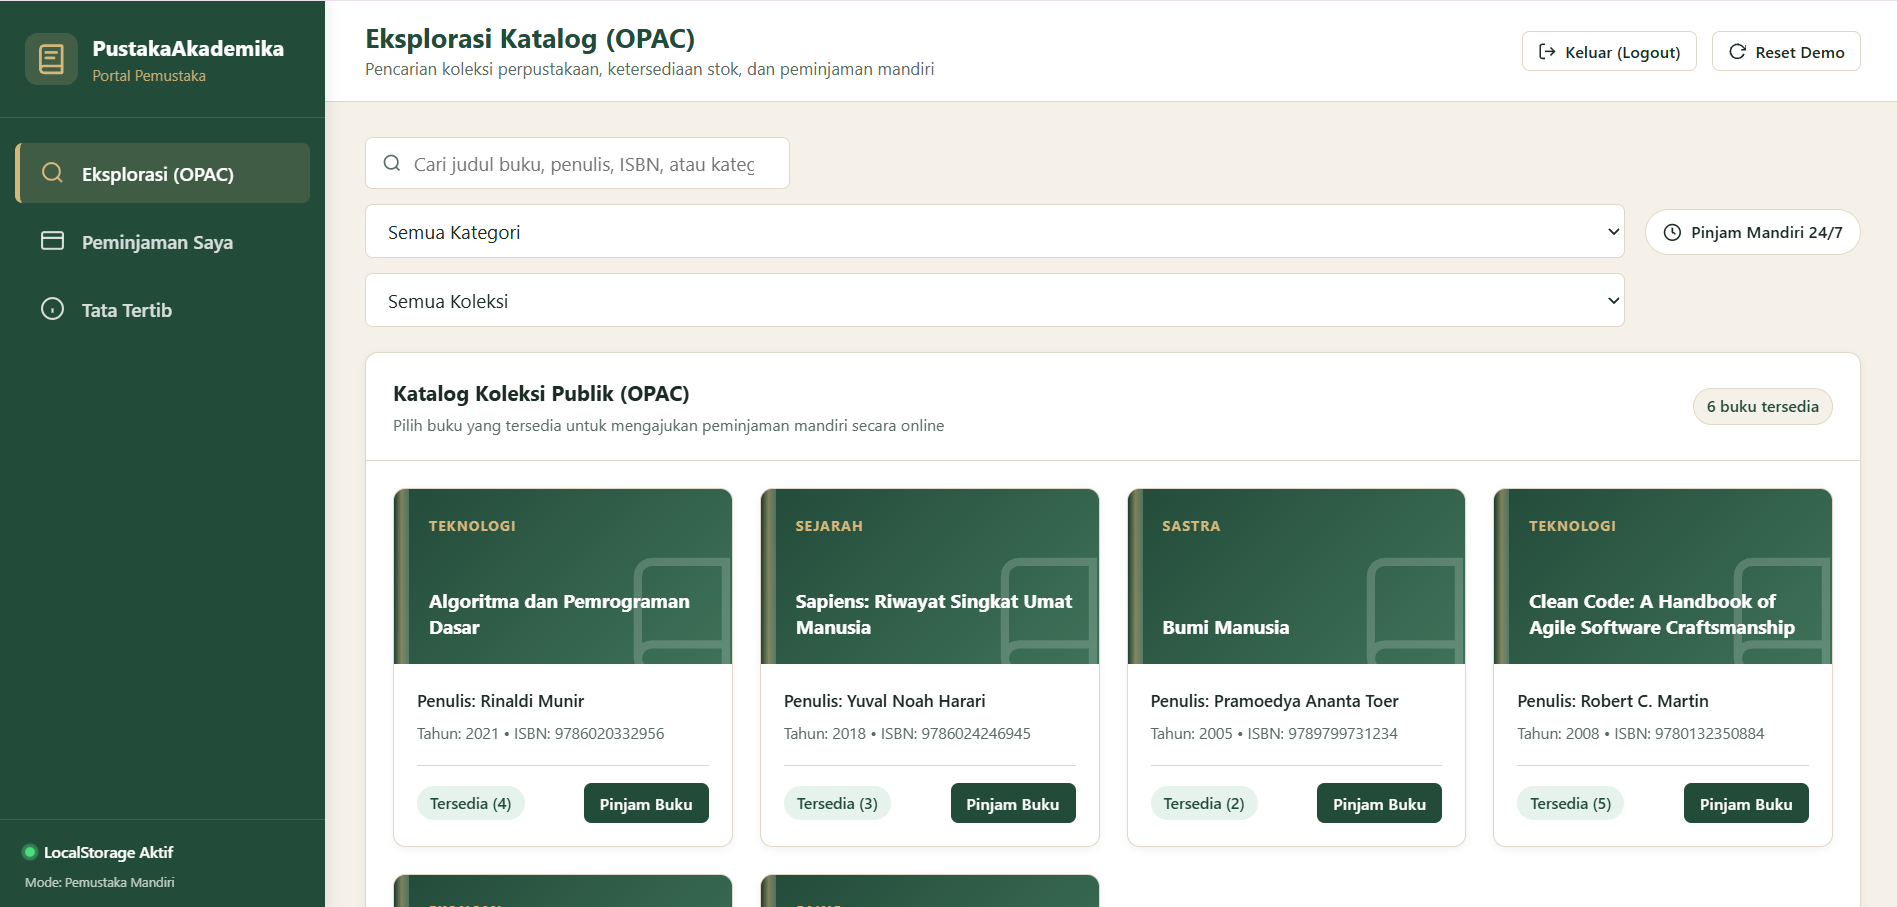 PustakaAkademika
Portal Pemustaka
Eksplorasi (OPAC)
Peminjaman Saya
Tata Tertib
LocalStorage Aktif
Mode: Pemustaka Mandiri
Eksplorasi Katalog (OPAC)
Pencarian koleksi perpustakaan, ketersediaan stok, dan peminjaman mandiri
Keluar (Logout)
Reset Demo
Cari judul buku, penulis, ISBN, atau kateg
Semua Kategori
Pinjam Mandiri 24/7
Semua Koleksi
Katalog Koleksi Publik (OPAC)
Pilih buku yang tersedia untuk mengajukan peminjaman mandiri secara online
6 buku tersedia
TEKNOLOGI
Algoritma dan Pemrograman
Dasar
Penulis: Rinaldi Munir
Tahun: 2021 • ISBN: 9786020332956
Tersedia (4)
Pinjam Buku
SEJARAH
Sapiens: Riwayat Singkat Umat
Manusia
Penulis: Yuval Noah Harari
Tahun: 2018 • ISBN: 9786024246945
Tersedia (3)
Pinjam Buku
SASTRA
Bumi Manusia
Penulis: Pramoedya Ananta Toer
Tahun: 2005 • ISBN: 9789799731234
Tersedia (2)
Pinjam Buku
TEKNOLOGI
Clean Code: A Handbook of
Agile Software Craftsmanship
Penulis: Robert C. Martin
Tahun: 2008 • ISBN: 9780132350884
Tersedia (5)
Pinjam Buku